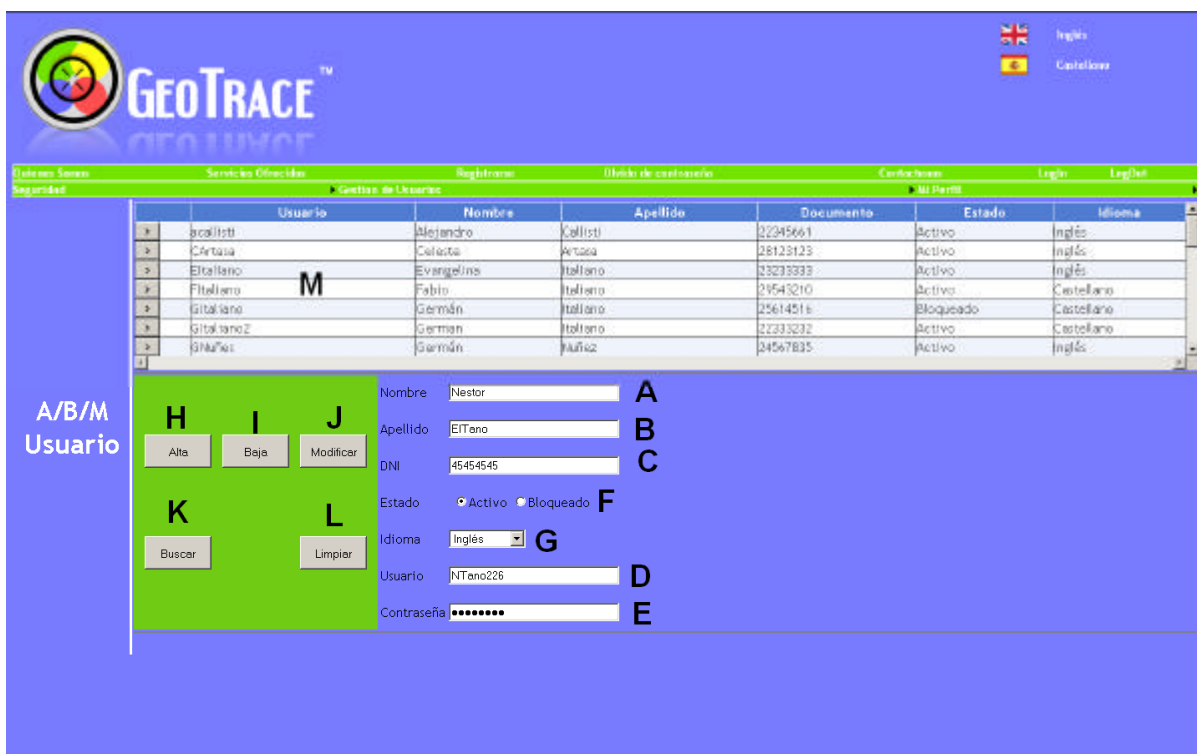 Inglés
Castellano
GEOTRACE™
Quienes Somos Servicios Ofrecidos Registrarse Olvido de contraseña Contactenos Login LogOut
Seguridad Gestion de Usuarios Mi Perfil
Usuario Nombre Apellido Documento Estado Idioma
> acallisti Alejandro Callisti 22345661 Activo Inglés
> CArtasa Celeste Artasa 28123123 Activo Inglés
> EItaliano Evangelina Italiano 23233333 Activo Inglés
> FItaliano Fabio Italiano 29543210 Activo Castellano
M
> GItaliano Germán Italiano 25614516 Bloqueado Castellano
> GItaliano2 German Italiano 22333232 Activo Castellano
> GNuñez Germán Nuñez 24567835 Activo Inglés
A/B/M
Usuario
H I J
Alta Baja Modificar
K L
Buscar Limpiar
Nombre Nestor A
Apellido ElTano B
DNI 45454545 C
Estado Activo Bloqueado F
Idioma Inglés G
Usuario NTano226 D
Contraseña •••••••• E